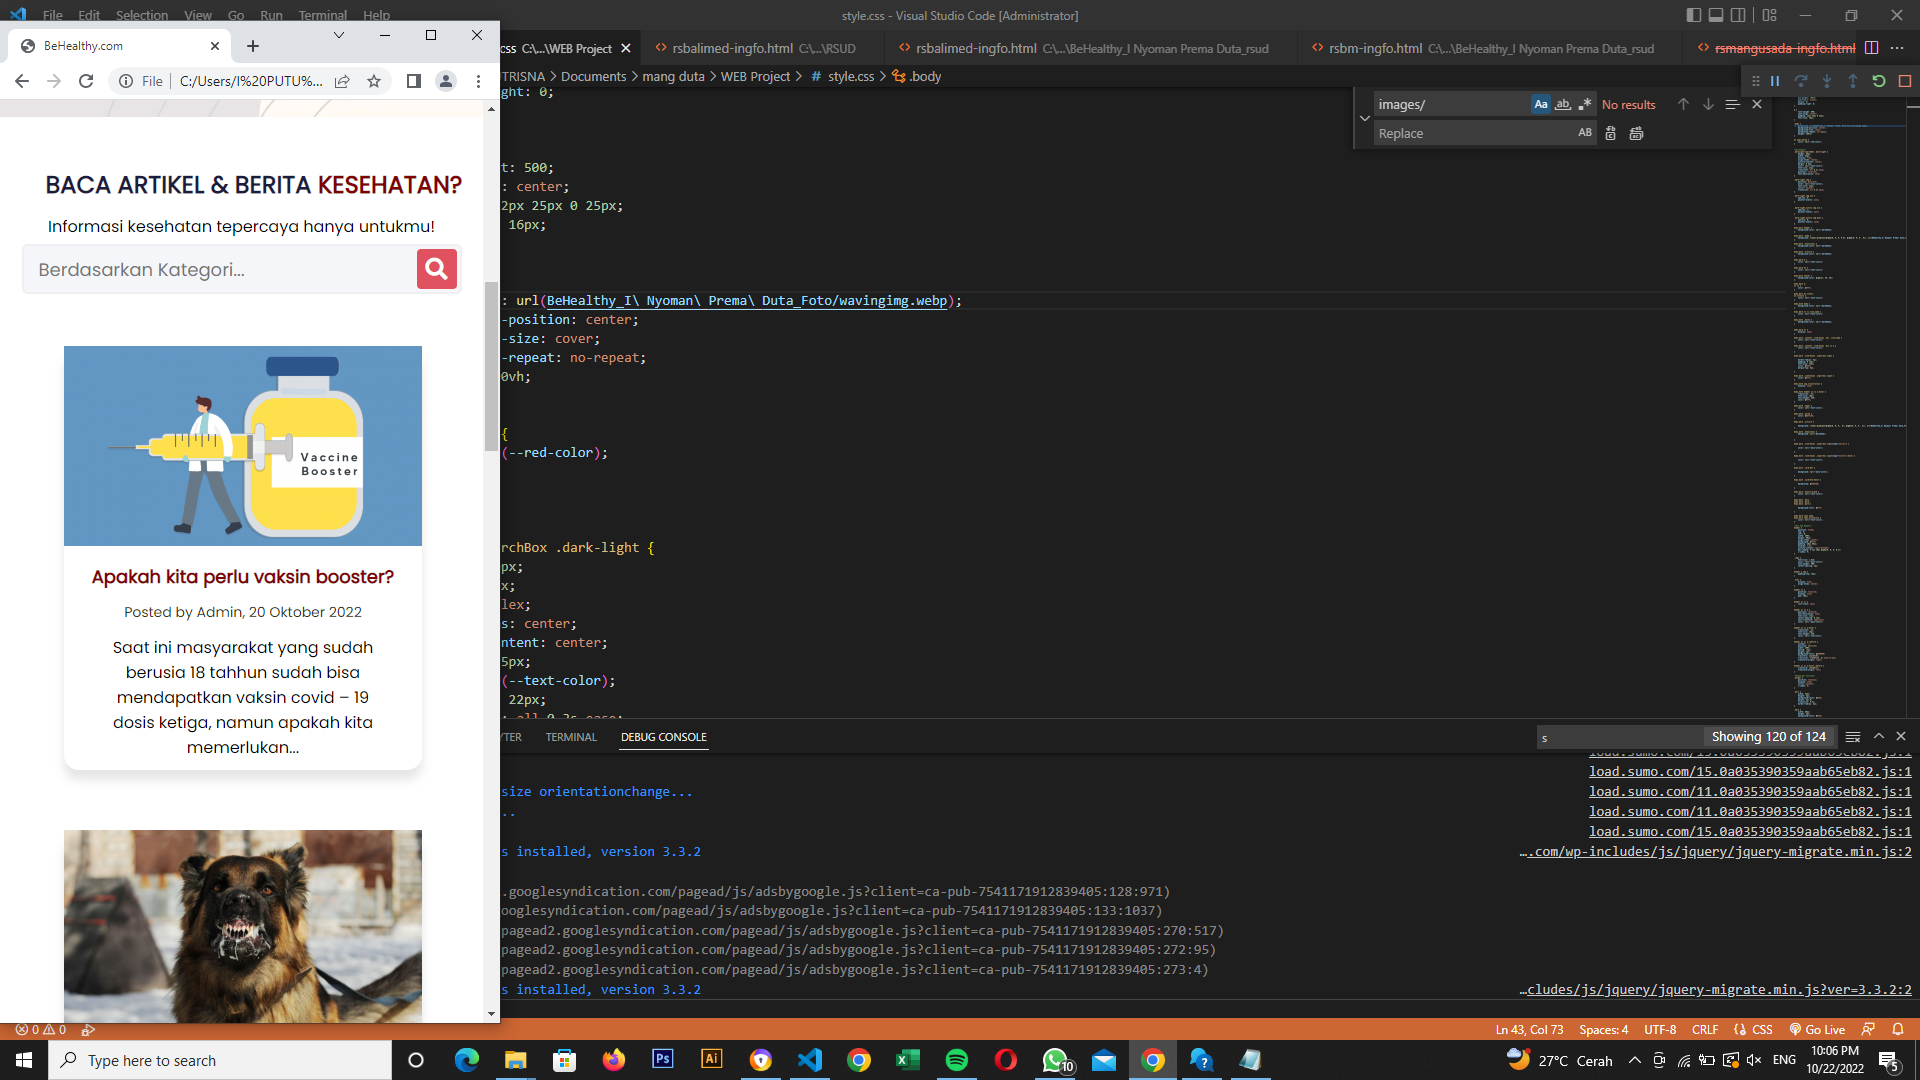 File Edit Selection View Go Run Terminal Help
style.css - Visual Studio Code [Administrator]
BeHealthy.com
css C:\...\WEB Project
rsbalimed-ingfo.html C:\...\RSUD
rsbalimed-ingfo.html C:\...\BeHealthy_I Nyoman Prema Duta_rsud
rsbm-ingfo.html C:\...\BeHealthy_I Nyoman Prema Duta_rsud
rsmangusada-ingfo.html
File C:/Users/I%20PUTU%...
TRISNA > Documents > mang duta > WEB Project > # style.css > .body
images/
Aa ab .*
No results
Replace
AB
BACA ARTIKEL & BERITA KESEHATAN?
Informasi kesehatan tepercaya hanya untukmu!
Berdasarkan Kategori...
Vaccine
Booster
Apakah kita perlu vaksin booster?
Posted by Admin, 20 Oktober 2022
Saat ini masyarakat yang sudah
berusia 18 tahhun sudah bisa
mendapatkan vaksin covid – 19
dosis ketiga, namun apakah kita
memerlukan...
ght: 0;
t: 500;
: center;
2px 25px 0 25px;
16px;
: url(BeHealthy_I\ Nyoman\ Prema\ Duta_Foto/wavingimg.webp);
-position: center;
-size: cover;
-repeat: no-repeat;
0vh;
{
(--red-color);
rchBox .dark-light {
px;
x;
lex;
s: center;
ntent: center;
5px;
(--text-color);
22px;
: all 0.3s ease;
TER TERMINAL DEBUG CONSOLE
s
Showing 120 of 124
load.sumo.com/15.0a035390359aab65eb82.js:1
load.sumo.com/15.0a035390359aab65eb82.js:1
size orientationchange... load.sumo.com/11.0a035390359aab65eb82.js:1
.. load.sumo.com/11.0a035390359aab65eb82.js:1
load.sumo.com/15.0a035390359aab65eb82.js:1
s installed, version 3.3.2 ….com/wp-includes/js/jquery/jquery-migrate.min.js:2
.googlesyndication.com/pagead/js/adsbygoogle.js?client=ca-pub-7541171912839405:128:971)
ooglesyndication.com/pagead/js/adsbygoogle.js?client=ca-pub-7541171912839405:133:1037)
pagead2.googlesyndication.com/pagead/js/adsbygoogle.js?client=ca-pub-7541171912839405:270:517)
pagead2.googlesyndication.com/pagead/js/adsbygoogle.js?client=ca-pub-7541171912839405:272:95)
pagead2.googlesyndication.com/pagead/js/adsbygoogle.js?client=ca-pub-7541171912839405:273:4)
s installed, version 3.3.2 …cludes/js/jquery/jquery-migrate.min.js?ver=3.3.2:2
0 0
Ln 43, Col 73 Spaces: 4 UTF-8 CRLF CSS Go Live
Type here to search
Ps Ai
10
27°C Cerah
ENG
10:06 PM
10/22/2022
5